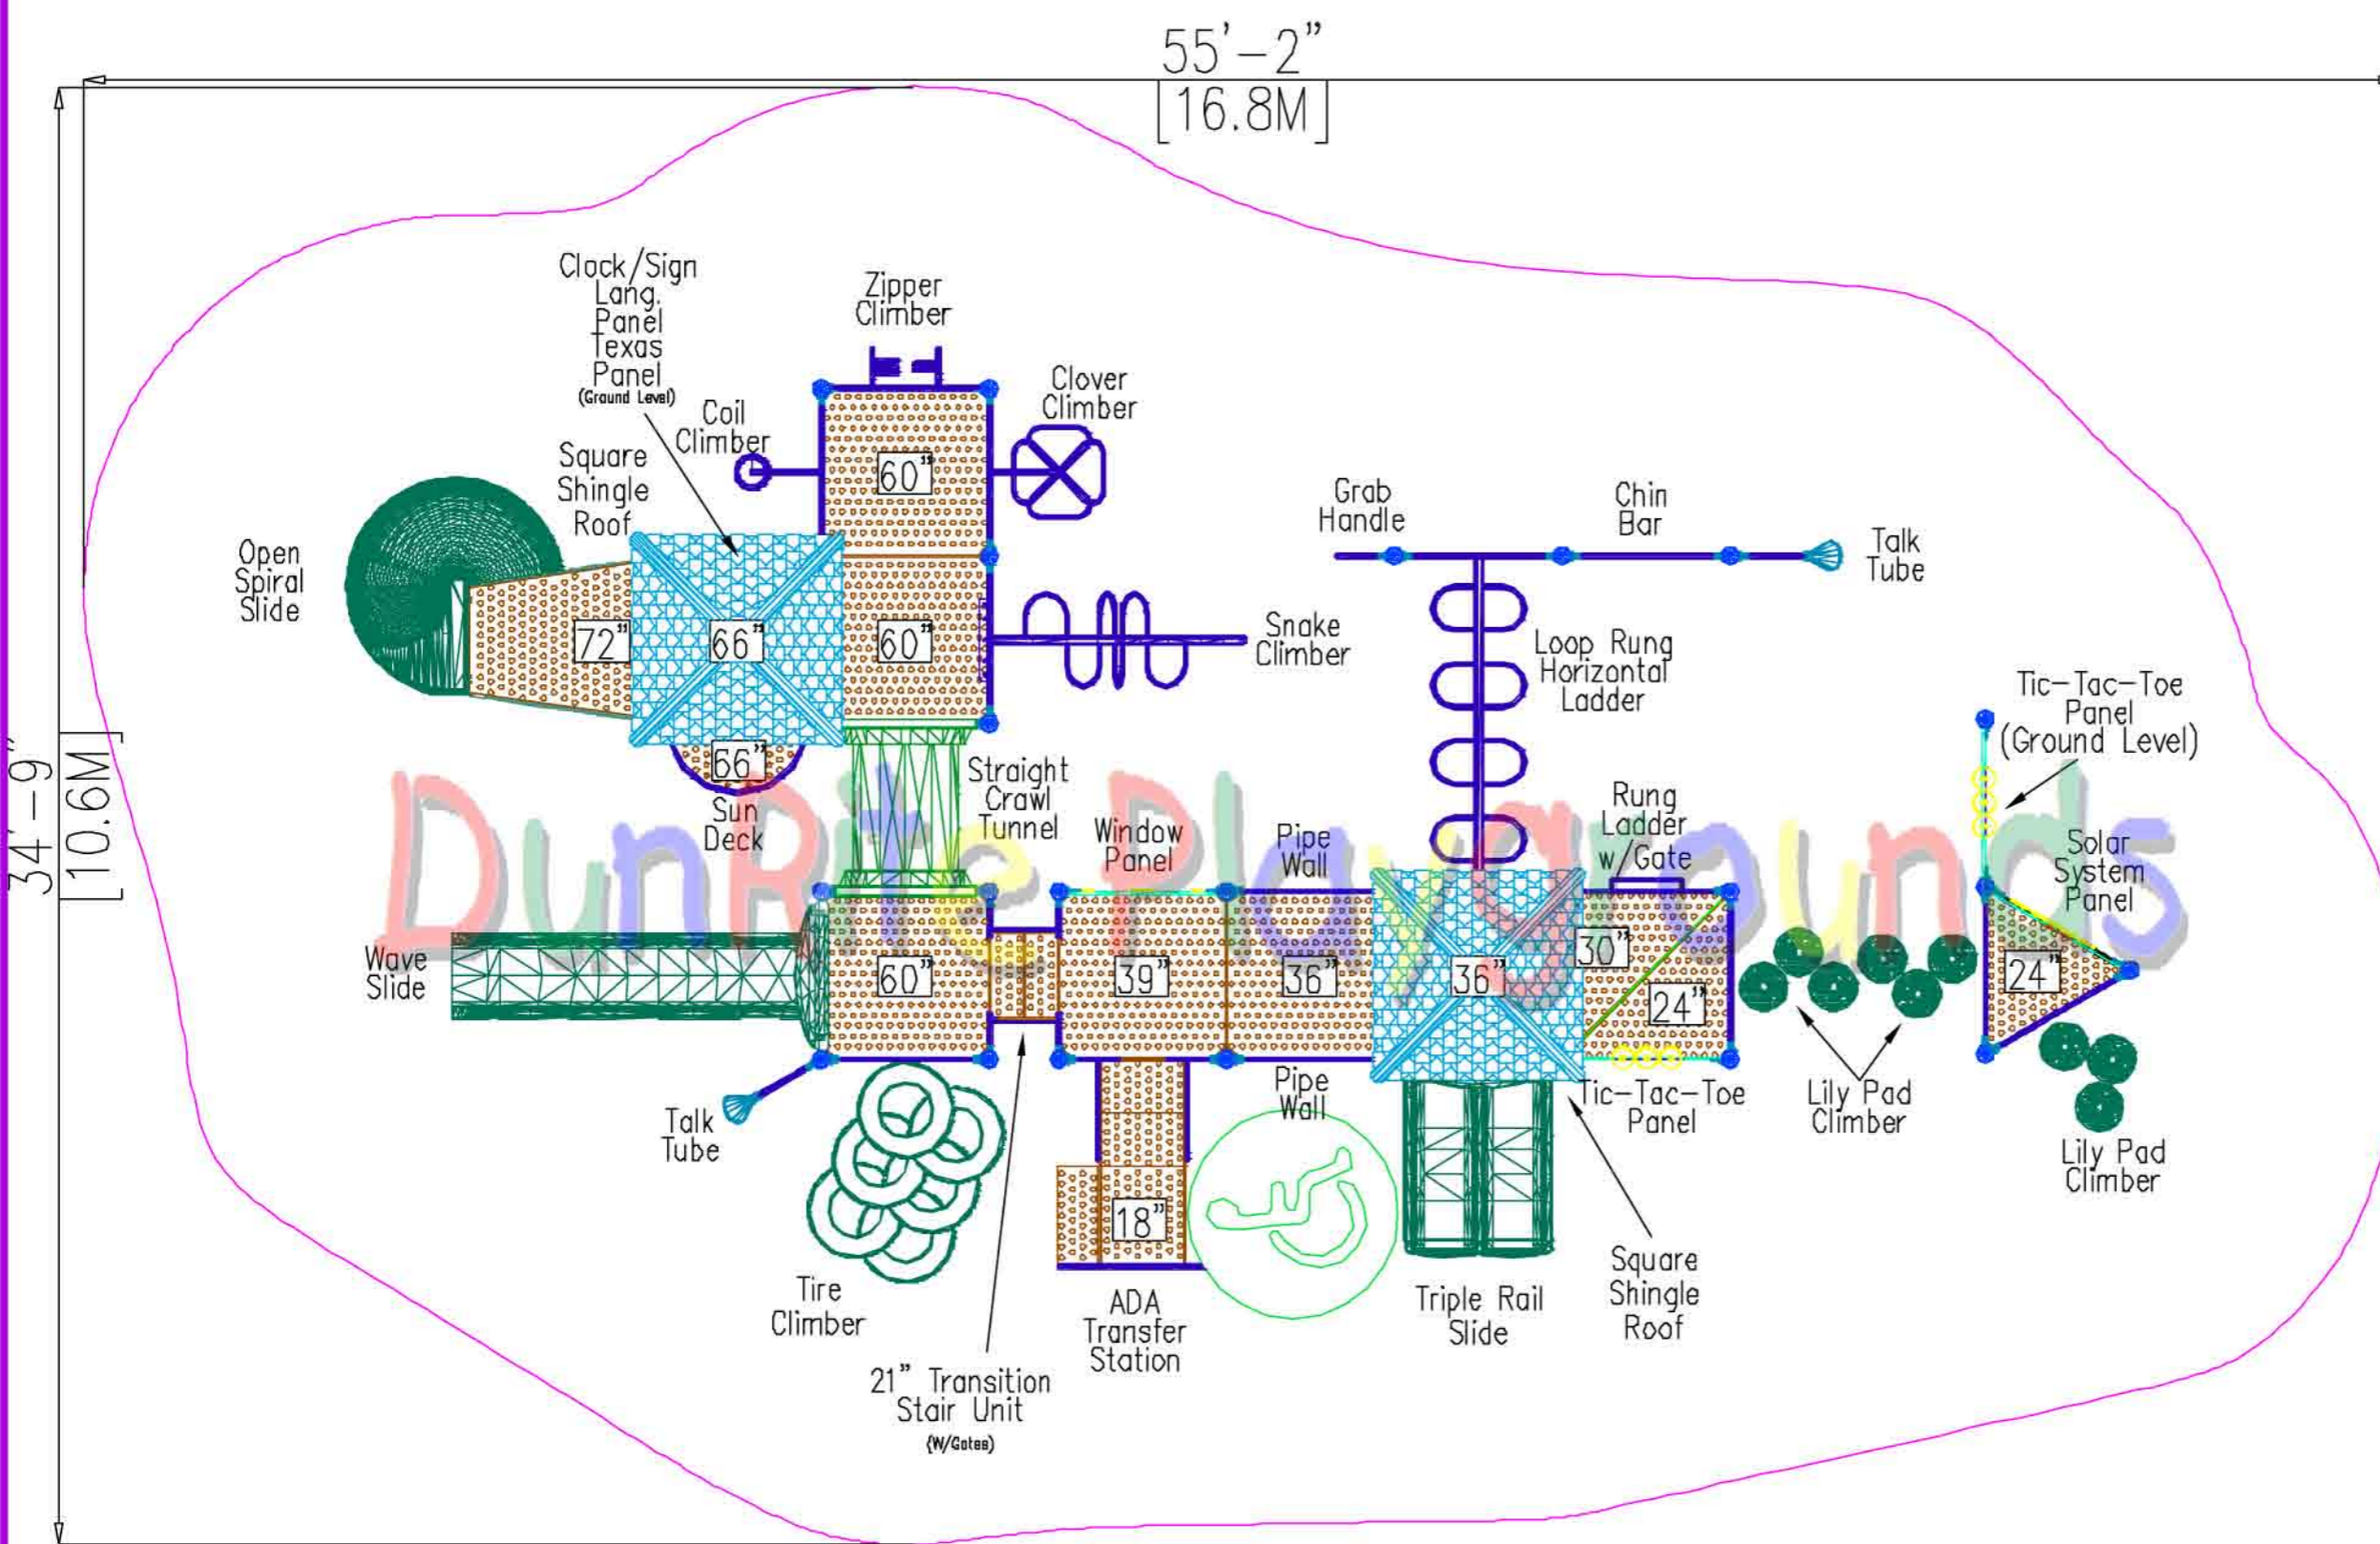 55'-2"
[16.8M]
34'-9"
[10.6M]
Clock/Sign
Lang.
Panel
Texas
Panel
(Ground Level)
Zipper
Climber
Coil
Climber
Clover
Climber
Square
Shingle
Roof
60"
Grab
Handle
Chin
Bar
Talk
Tube
Open
Spiral
Slide
72"
66"
60"
Snake
Climber
Loop Rung
Horizontal
Ladder
Tic-Tac-Toe
Panel
(Ground Level)
66"
Sun
Deck
Straight
Crawl
Tunnel
Window
Panel
Pipe
Wall
Rung
Ladder
w/Gate
Solar
System
Panel
DunRite Playgrounds
Wave
Slide
60"
39"
36"
36"
30"
24"
24"
Talk
Tube
Pipe
Wall
Tic-Tac-Toe
Panel
Lily Pad
Climber
Lily Pad
Climber
18"
Tire
Climber
ADA
Transfer
Station
Triple Rail
Slide
Square
Shingle
Roof
21" Transition
Stair Unit
(W/Gates)